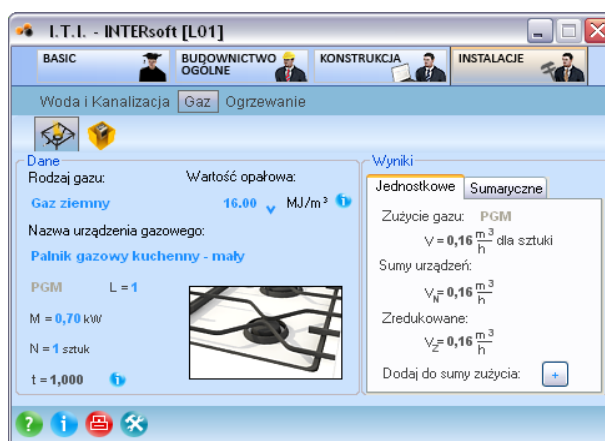 I.T.I. - INTERsoft [L01]
BASIC
BUDOWNICTWO OGÓLNE
KONSTRUKCJA
INSTALACJE
Woda i Kanalizacja Gaz Ogrzewanie
Dane
Rodzaj gazu: Wartość opałowa:
Gaz ziemny 16.00 MJ/m³
Nazwa urządzenia gazowego:
Palnik gazowy kuchenny - mały
PGM L = 1
M = 0,70 kW
N = 1 sztuk
t = 1,000
Wyniki
Jednostkowe Sumaryczne
Zużycie gazu: PGM
V = 0,16 m³/h dla sztuki
Sumy urządzeń:
V_N = 0,16 m³/h
Zredukowane:
V_Z = 0,16 m³/h
Dodaj do sumy zużycia: +